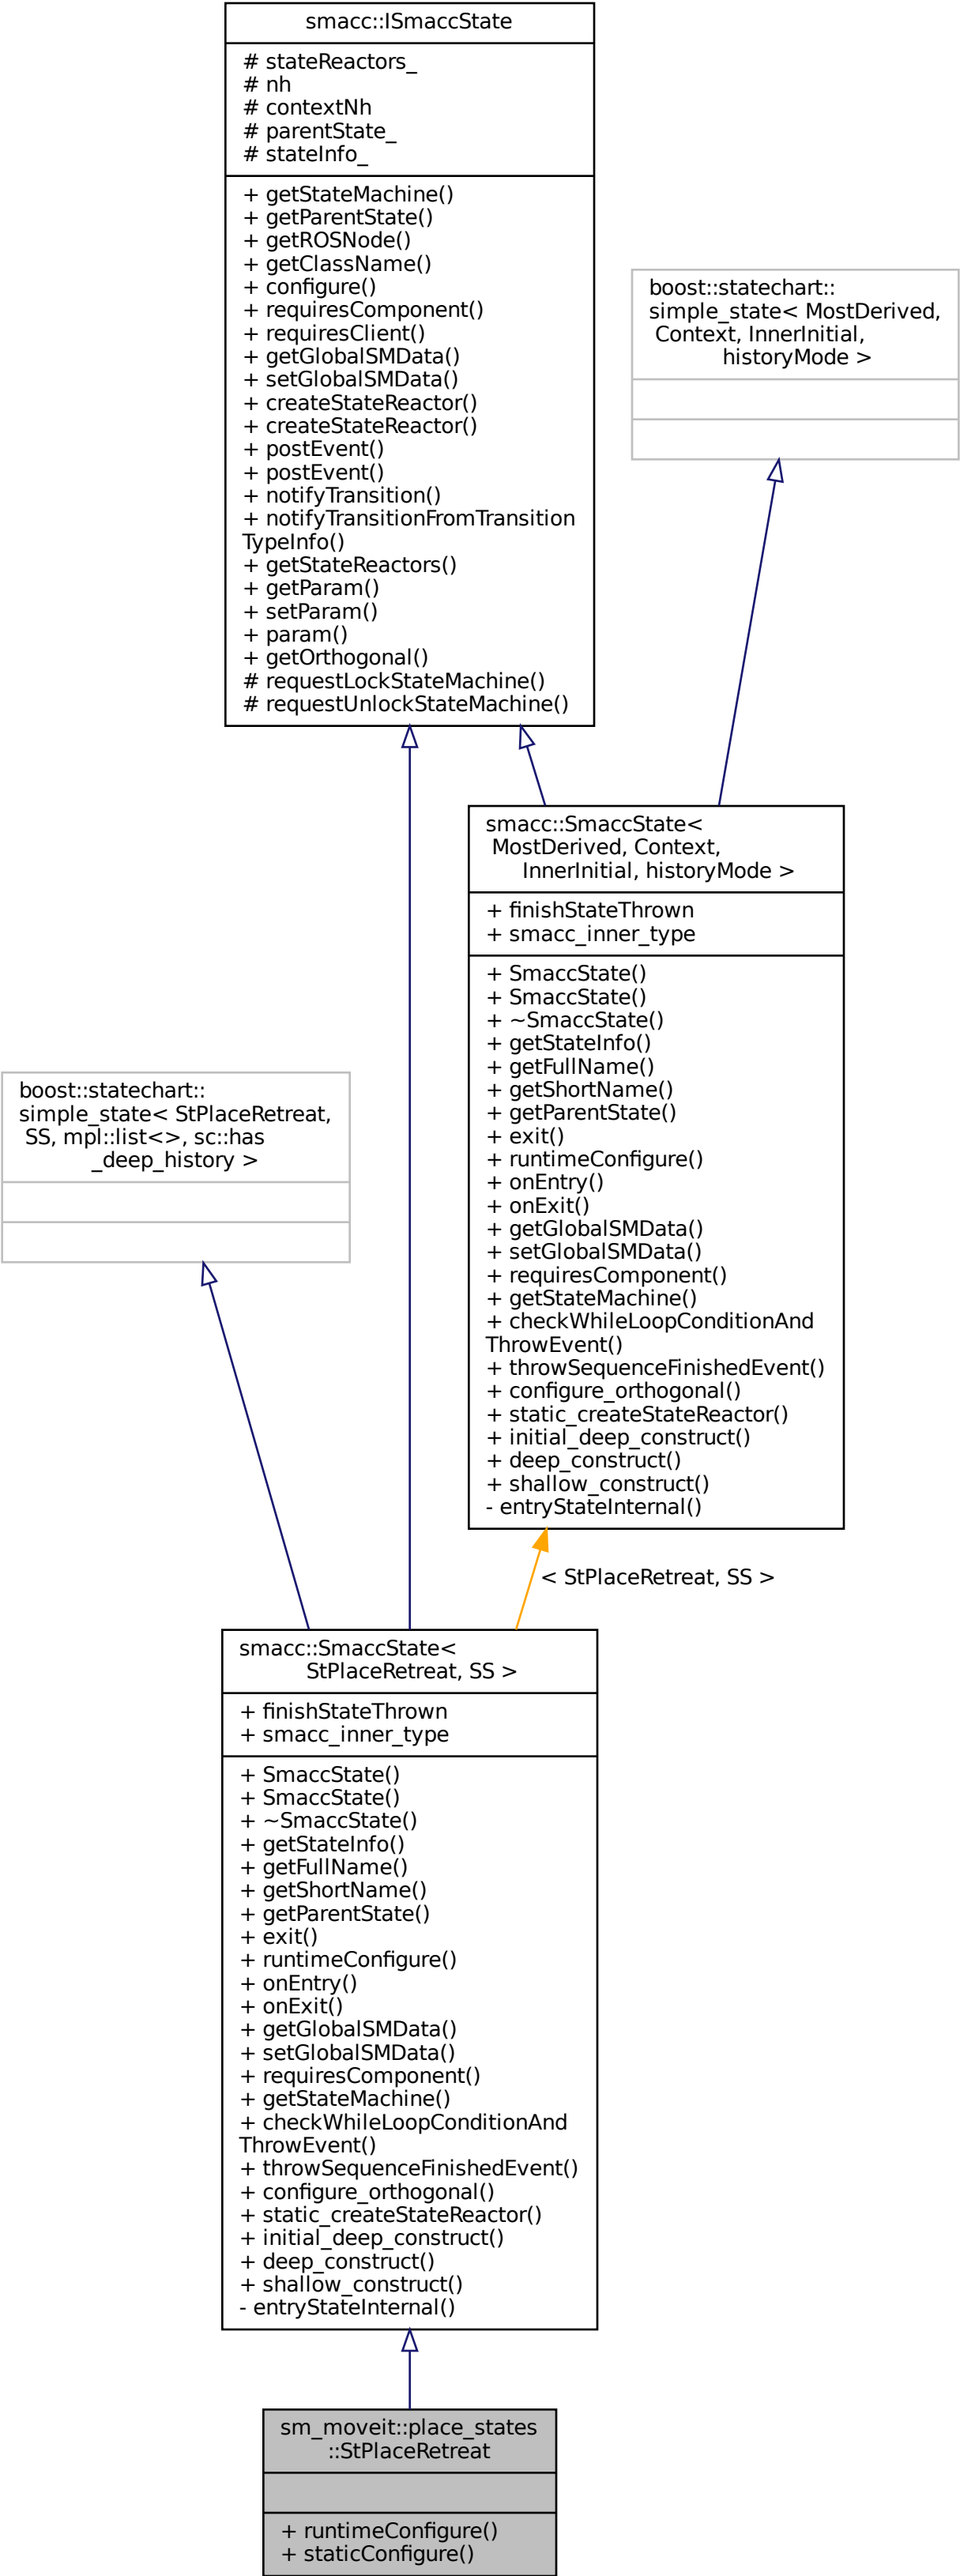 smacc::ISmaccState
# stateReactors_
# nh
# contextNh
# parentState_
# stateInfo_
+ getStateMachine()
+ getParentState()
+ getROSNode()
+ getClassName()
+ configure()
+ requiresComponent()
+ requiresClient()
+ getGlobalSMData()
+ setGlobalSMData()
+ createStateReactor()
+ createStateReactor()
+ postEvent()
+ postEvent()
+ notifyTransition()
+ notifyTransitionFromTransition
TypeInfo()
+ getStateReactors()
+ getParam()
+ setParam()
+ param()
+ getOrthogonal()
# requestLockStateMachine()
# requestUnlockStateMachine()
boost::statechart::
simple_state< MostDerived,
Context, InnerInitial,
historyMode >
smacc::SmaccState<
MostDerived, Context,
InnerInitial, historyMode >
+ finishStateThrown
+ smacc_inner_type
+ SmaccState()
+ SmaccState()
+ ~SmaccState()
+ getStateInfo()
+ getFullName()
+ getShortName()
+ getParentState()
+ exit()
+ runtimeConfigure()
+ onEntry()
+ onExit()
+ getGlobalSMData()
+ setGlobalSMData()
+ requiresComponent()
+ getStateMachine()
+ checkWhileLoopConditionAnd
ThrowEvent()
+ throwSequenceFinishedEvent()
+ configure_orthogonal()
+ static_createStateReactor()
+ initial_deep_construct()
+ deep_construct()
+ shallow_construct()
- entryStateInternal()
boost::statechart::
simple_state< StPlaceRetreat,
SS, mpl::list<>, sc::has
_deep_history >
< StPlaceRetreat, SS >
smacc::SmaccState<
StPlaceRetreat, SS >
+ finishStateThrown
+ smacc_inner_type
+ SmaccState()
+ SmaccState()
+ ~SmaccState()
+ getStateInfo()
+ getFullName()
+ getShortName()
+ getParentState()
+ exit()
+ runtimeConfigure()
+ onEntry()
+ onExit()
+ getGlobalSMData()
+ setGlobalSMData()
+ requiresComponent()
+ getStateMachine()
+ checkWhileLoopConditionAnd
ThrowEvent()
+ throwSequenceFinishedEvent()
+ configure_orthogonal()
+ static_createStateReactor()
+ initial_deep_construct()
+ deep_construct()
+ shallow_construct()
- entryStateInternal()
sm_moveit::place_states
::StPlaceRetreat
+ runtimeConfigure()
+ staticConfigure()